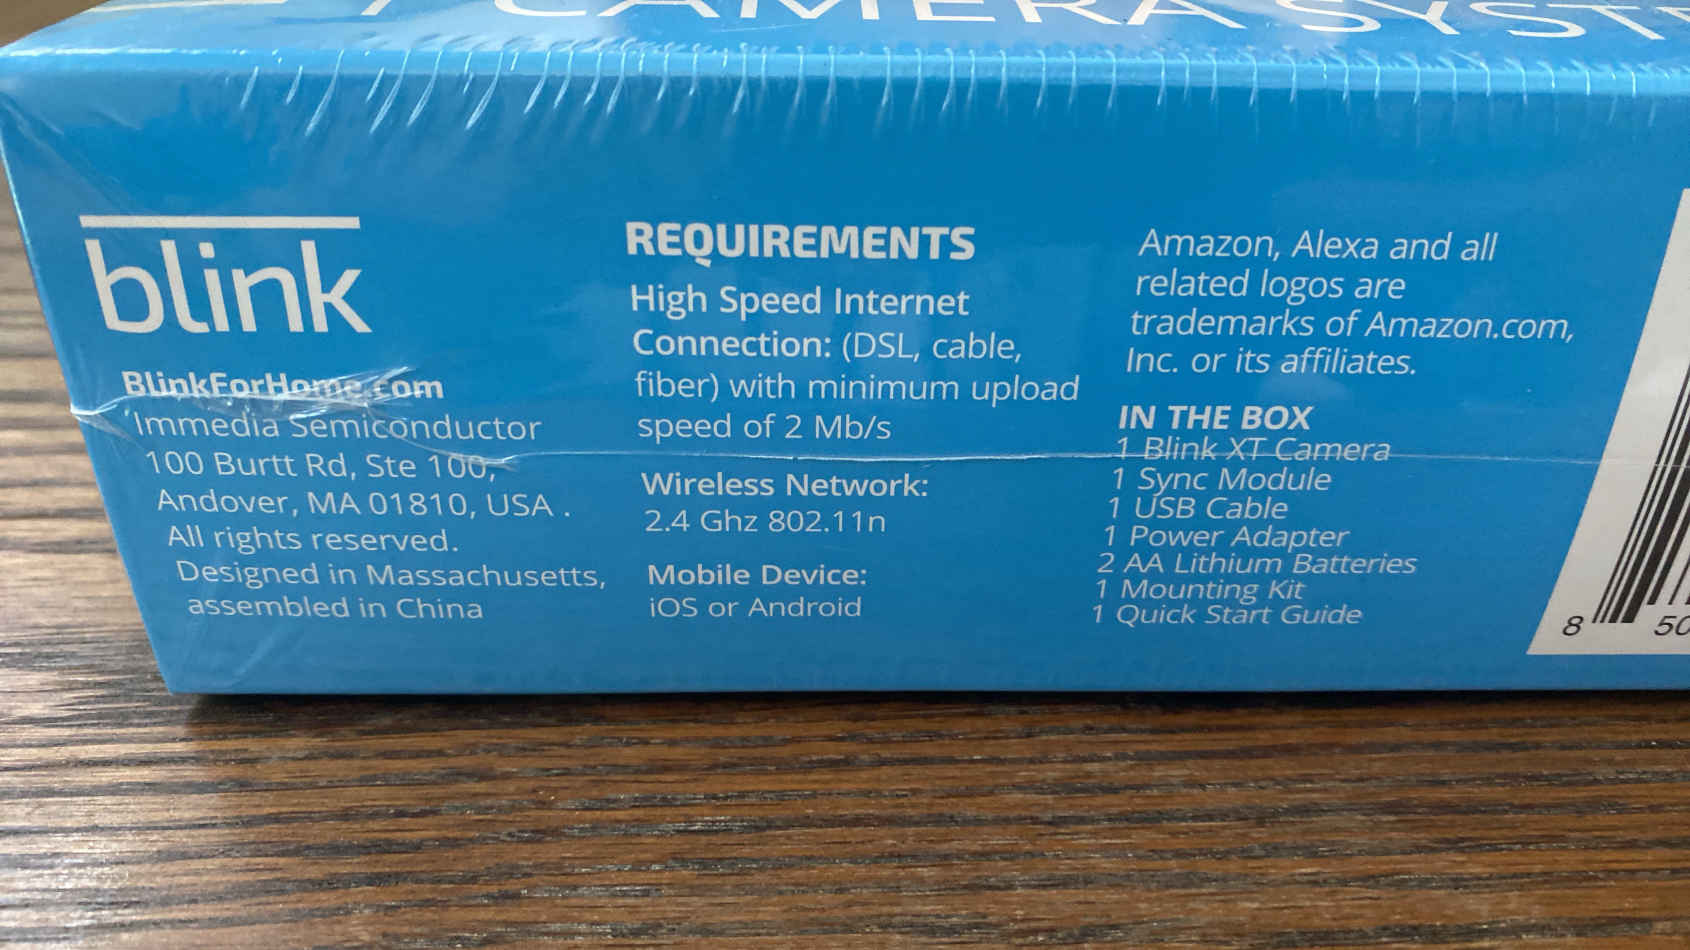 CAMERA
blink
BlinkForHome.com
Immedia Semiconductor
100 Burtt Rd, Ste 100,
Andover, MA 01810, USA .
All rights reserved.
Designed in Massachusetts,
assembled in China
REQUIREMENTS
High Speed Internet
Connection: (DSL, cable,
fiber) with minimum upload
speed of 2 Mb/s
Wireless Network:
2.4 Ghz 802.11n
Mobile Device:
iOS or Android
Amazon, Alexa and all
related logos are
trademarks of Amazon.com,
Inc. or its affiliates.
IN THE BOX
1 Blink XT Camera
1 Sync Module
1 USB Cable
1 Power Adapter
2 AA Lithium Batteries
1 Mounting Kit
1 Quick Start Guide
8 50